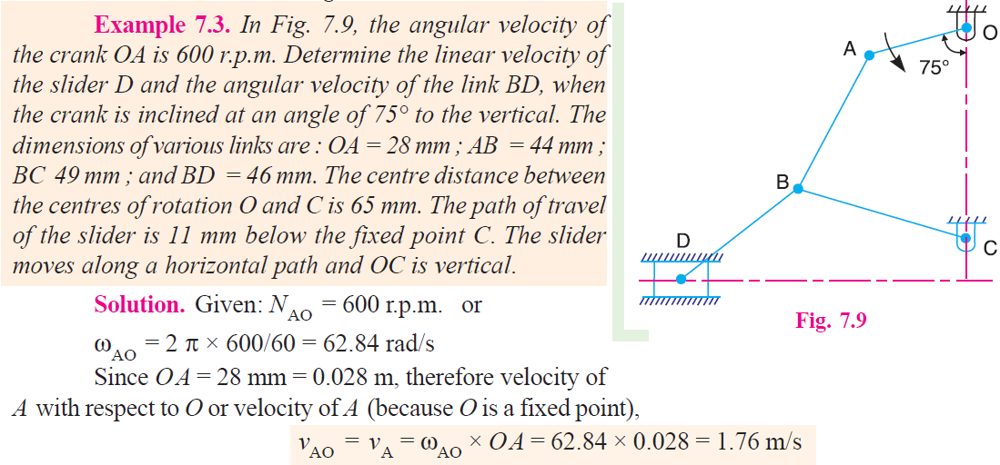 Example 7.3. In Fig. 7.9, the angular velocity of
the crank OA is 600 r.p.m. Determine the linear velocity of
the slider D and the angular velocity of the link BD, when
the crank is inclined at an angle of 75° to the vertical. The
dimensions of various links are : OA = 28 mm ; AB = 44 mm ;
BC 49 mm ; and BD = 46 mm. The centre distance between
the centres of rotation O and C is 65 mm. The path of travel
of the slider is 11 mm below the fixed point C. The slider
moves along a horizontal path and OC is vertical.
Solution. Given: N_AO = 600 r.p.m. or
ω_AO = 2 π × 600/60 = 62.84 rad/s
Since OA = 28 mm = 0.028 m, therefore velocity of
A with respect to O or velocity of A (because O is a fixed point),
v_AO = v_A = ω_AO × OA = 62.84 × 0.028 = 1.76 m/s
O
A
75°
B
D
C
Fig. 7.9